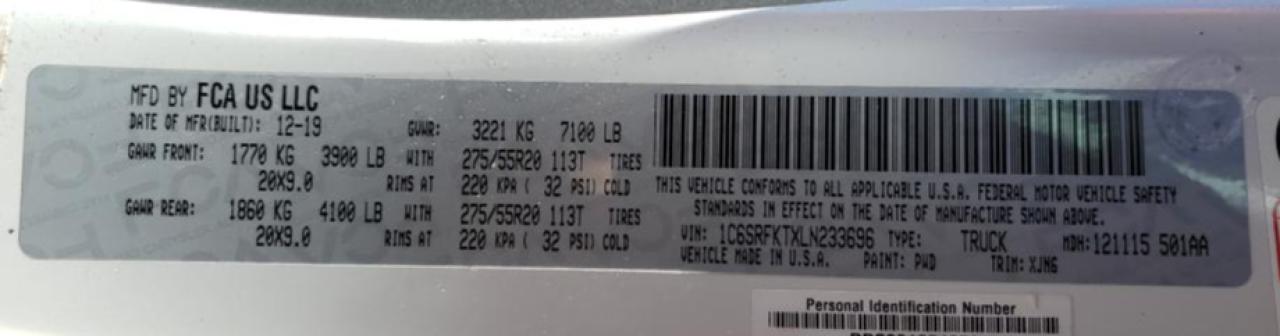 MFD BY FCA US LLC
DATE OF MFR(BUILT): 12-19 GVWR: 3221 KG 7100 LB
GAWR FRONT: 1770 KG 3900 LB WITH 275/55R20 113T TIRES
20X9.0 RIMS AT 220 KPA ( 32 PSI) COLD
GAWR REAR: 1860 KG 4100 LB WITH 275/55R20 113T TIRES
20X9.0 RIMS AT 220 KPA ( 32 PSI) COLD
THIS VEHICLE CONFORMS TO ALL APPLICABLE U.S.A. FEDERAL MOTOR VEHICLE SAFETY
STANDARDS IN EFFECT ON THE DATE OF MANUFACTURE SHOWN ABOVE.
VIN: 1C6SRFKTXLN233696 TYPE: TRUCK MDH:121115 501AA
VEHICLE MADE IN U.S.A. PAINT: PWD TRIM: XJNG
Personal Identification Number